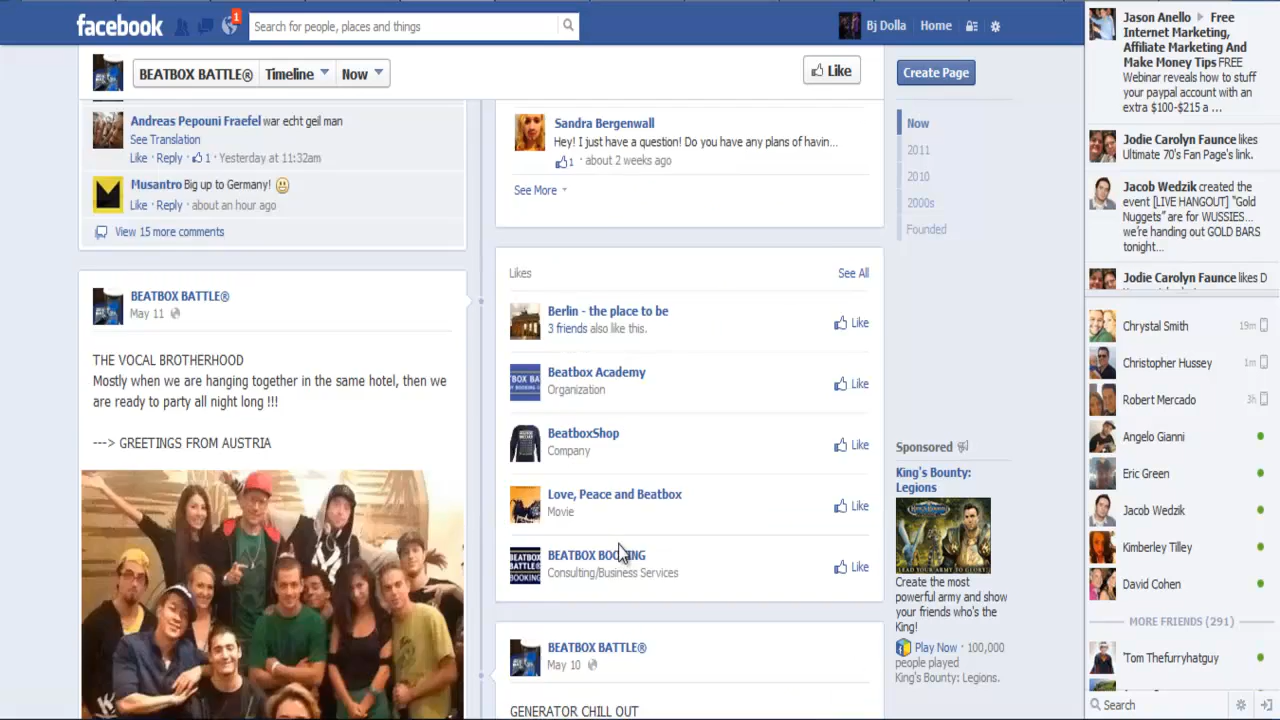 facebook
1
Search for people, places and things
Bj Dolla
Home
BEATBOX BATTLE®
Timeline
Now
Like
Create Page
Andreas Pepouni Fraefel war echt geil man
See Translation
Like · Reply · 1 · Yesterday at 11:32am
Musantro Big up to Germany!
Like · Reply · about an hour ago
View 15 more comments
BEATBOX BATTLE®
May 11
THE VOCAL BROTHERHOOD
Mostly when we are hanging together in the same hotel, then we
are ready to party all night long !!!
---> GREETINGS FROM AUSTRIA
Sandra Bergenwall
Hey! I just have a question! Do you have any plans of havin...
1 · about 2 weeks ago
See More
Likes
See All
Berlin - the place to be
3 friends also like this.
Like
Beatbox Academy
Organization
Like
BeatboxShop
Company
Like
Love, Peace and Beatbox
Movie
Like
BEATBOX BATTLE®
BOOKING
BEATBOX BOOKING
Consulting/Business Services
Like
BEATBOX BATTLE®
May 10
GENERATOR CHILL OUT
Now
2011
2010
2000s
Founded
Sponsored
King's Bounty:
Legions
Create the most
powerful army and show
your friends who's the
King!
Play Now · 100,000
people played
King's Bounty: Legions.
Jason Anello Free
Internet Marketing,
Affiliate Marketing And
Make Money Tips FREE
Webinar reveals how to stuff
your paypal account with an
extra $100-$215 a ...
Jodie Carolyn Faunce likes
Ultimate 70's Fan Page's link.
Jacob Wedzik created the
event [LIVE HANGOUT] "Gold
Nuggets" are for WUSSIES...
we're handing out GOLD BARS
tonight...
Jodie Carolyn Faunce likes D
Chrystal Smith 19m
Christopher Hussey 1m
Robert Mercado 3h
Angelo Gianni
Eric Green
Jacob Wedzik
Kimberley Tilley
David Cohen
MORE FRIENDS (291)
'Tom Thefurryhatguy
Search